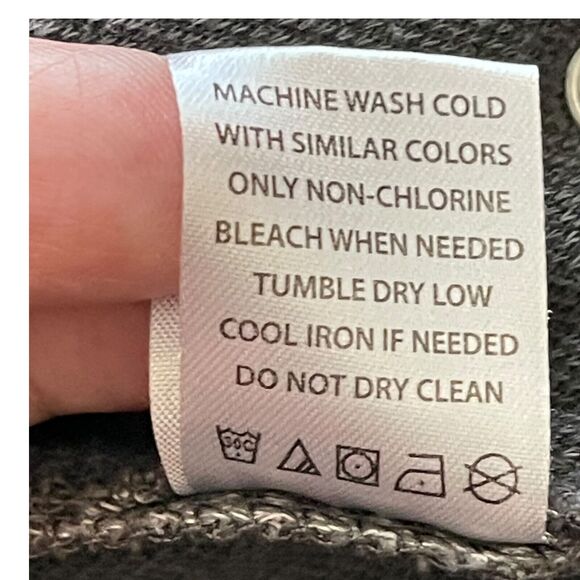 MACHINE WASH COLD
WITH SIMILAR COLORS
ONLY NON-CHLORINE
BLEACH WHEN NEEDED
TUMBLE DRY LOW
COOL IRON IF NEEDED
DO NOT DRY CLEAN
30C